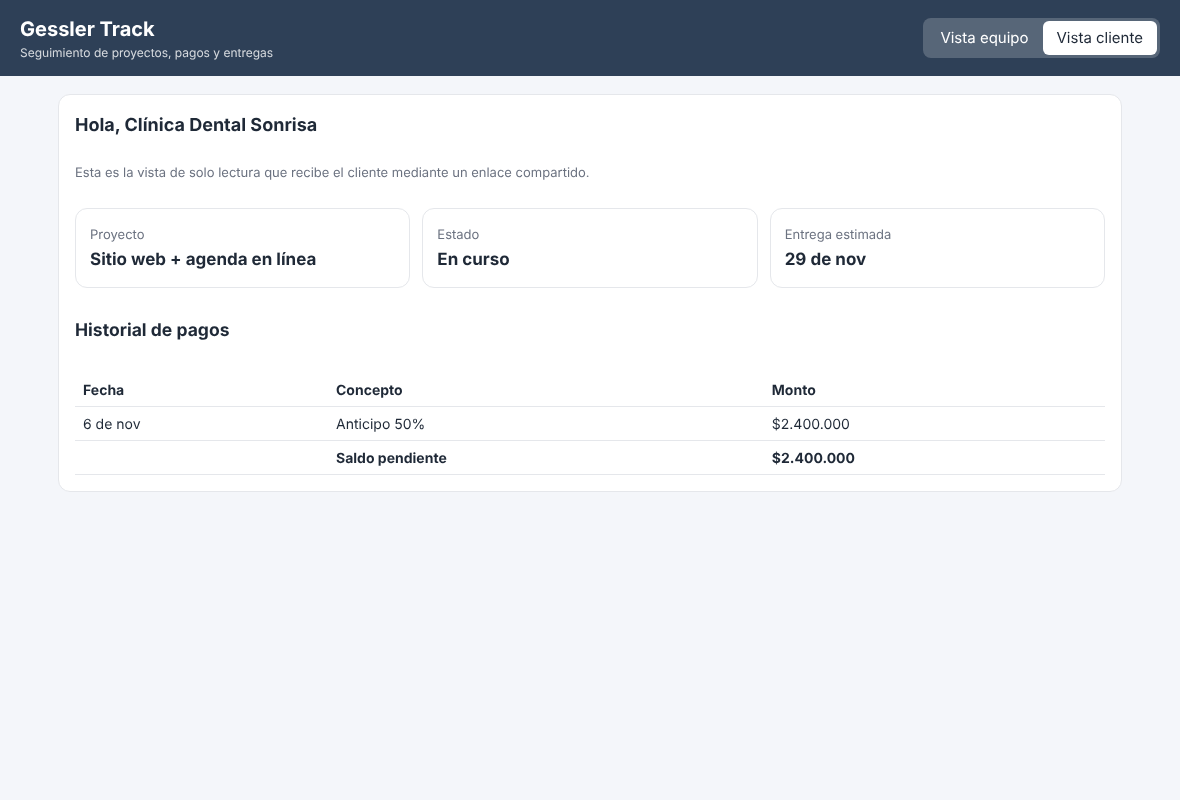 Gessler Track
Seguimiento de proyectos, pagos y entregas
Vista equipo
Vista cliente
Hola, Clínica Dental Sonrisa
Esta es la vista de solo lectura que recibe el cliente mediante un enlace compartido.
Proyecto
Sitio web + agenda en línea
Estado
En curso
Entrega estimada
29 de nov
Historial de pagos
Fecha Concepto Monto
6 de nov Anticipo 50% $2.400.000
Saldo pendiente $2.400.000